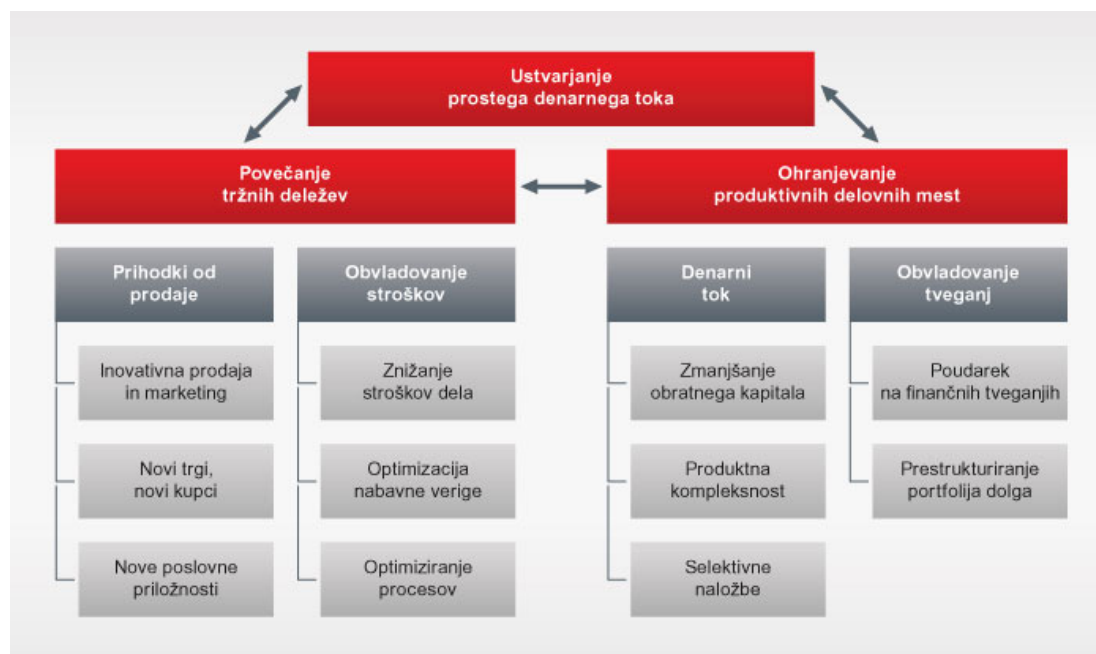 Ustvarjanje
prostega denarnega toka
Povečanje
tržnih deležev
Ohranjevanje
produktivnih delovnih mest
Prihodki od
prodaje
Obvladovanje
stroškov
Denarni
tok
Obvladovanje
tveganj
Inovativna prodaja
in marketing
Znižanje
stroškov dela
Zmanjšanje
obratnega kapitala
Poudarek
na finančnih tveganjih
Novi trgi,
novi kupci
Optimizacija
nabavne verige
Produktna
kompleksnost
Prestrukturiranje
portfolija dolga
Nove poslovne
priložnosti
Optimiziranje
procesov
Selektivne
naložbe